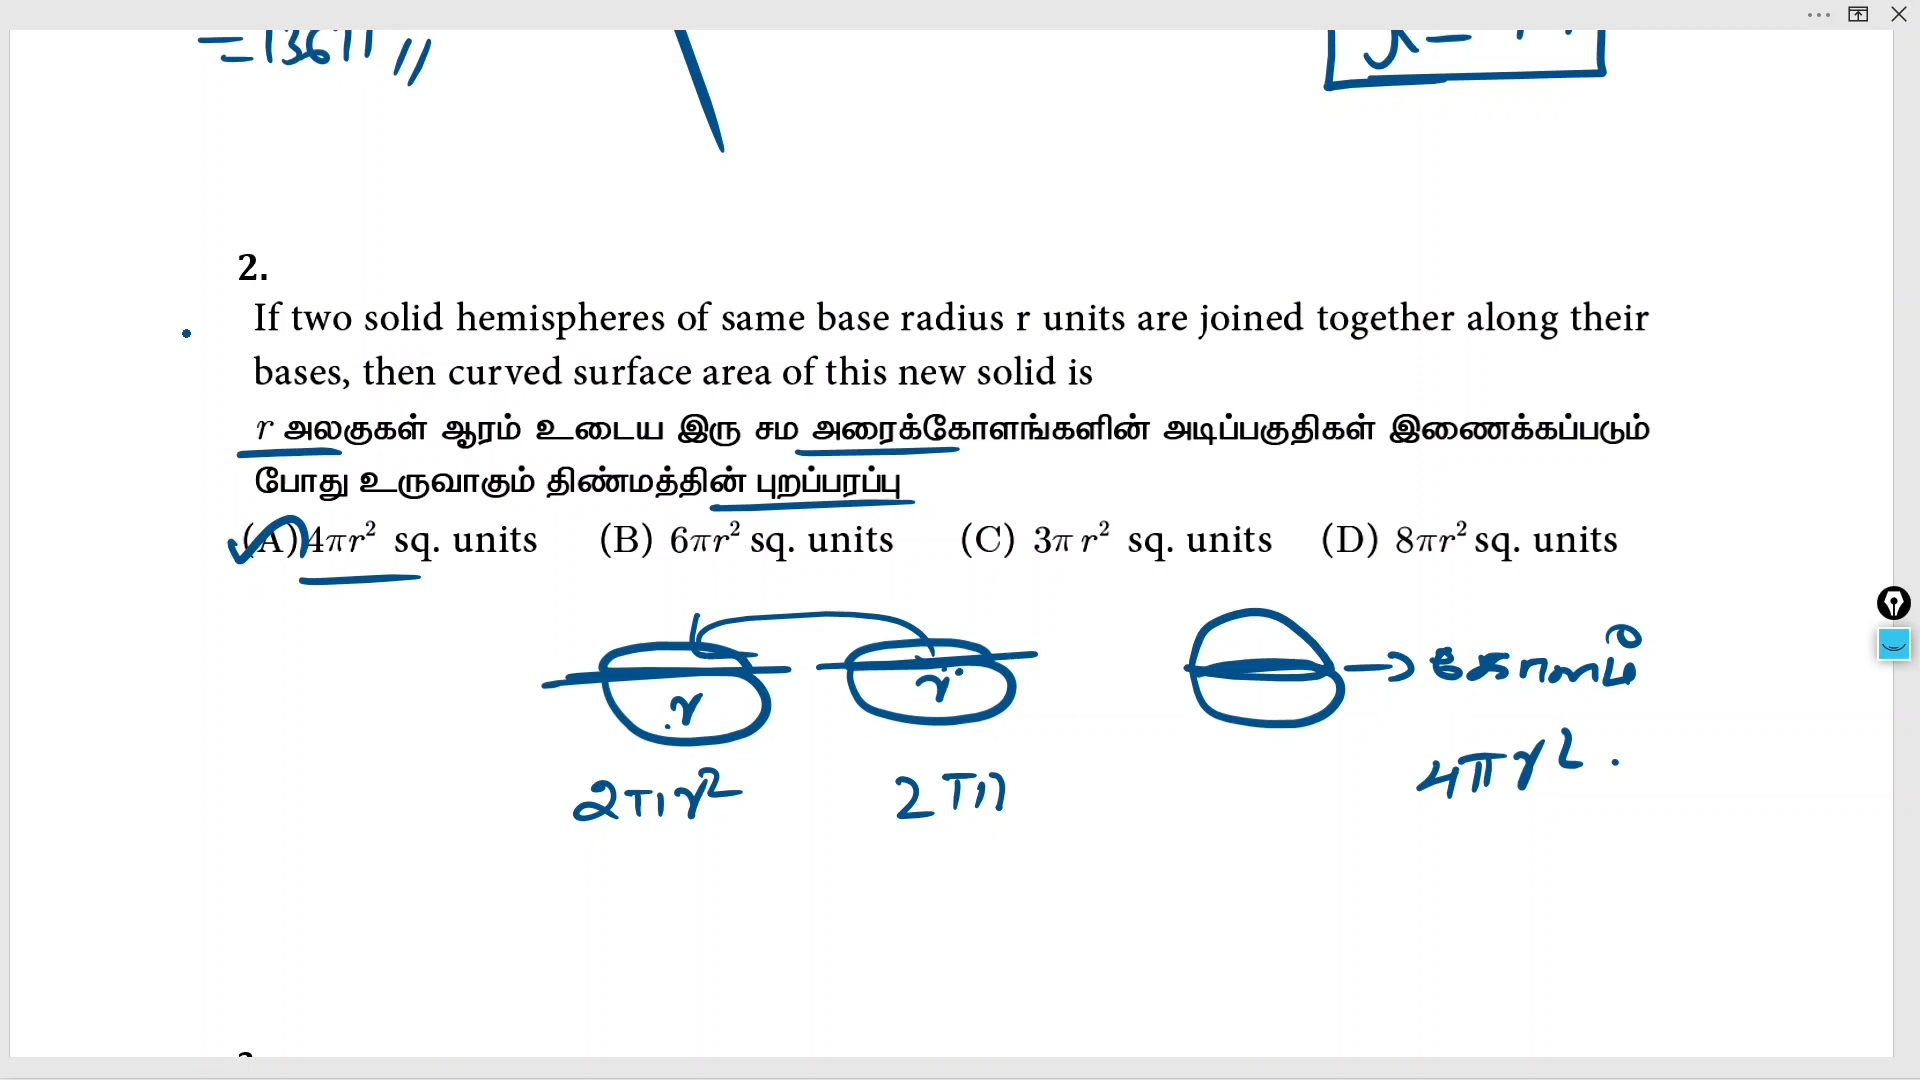 = 136π //
2.
If two solid hemispheres of same base radius r units are joined together along their
bases, then curved surface area of this new solid is
r அலகுகள் ஆரம் உடைய இரு சம அரைக்கோளங்களின் அடிப்பகுதிகள் இணைக்கப்படும்
போது உருவாகும் திண்மத்தின் புறப்பரப்பு
(A) 4πr² sq. units (B) 6πr² sq. units (C) 3πr² sq. units (D) 8πr² sq. units
r r → கோளம்
2πr² 2π 4πr².